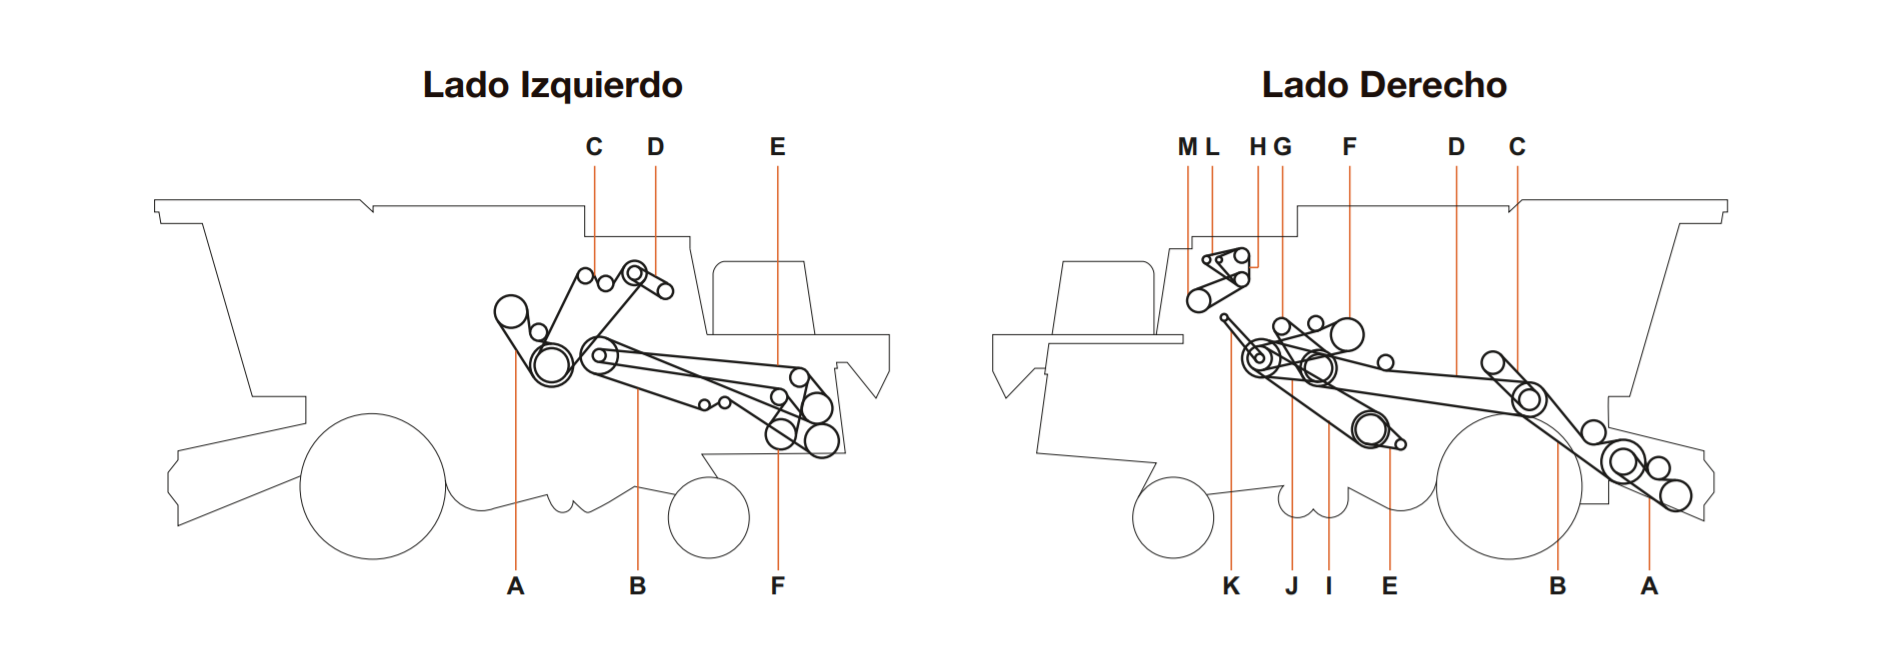 Lado Izquierdo
C D E
A B F
Lado Derecho
M L H G F D C
K J I E B A